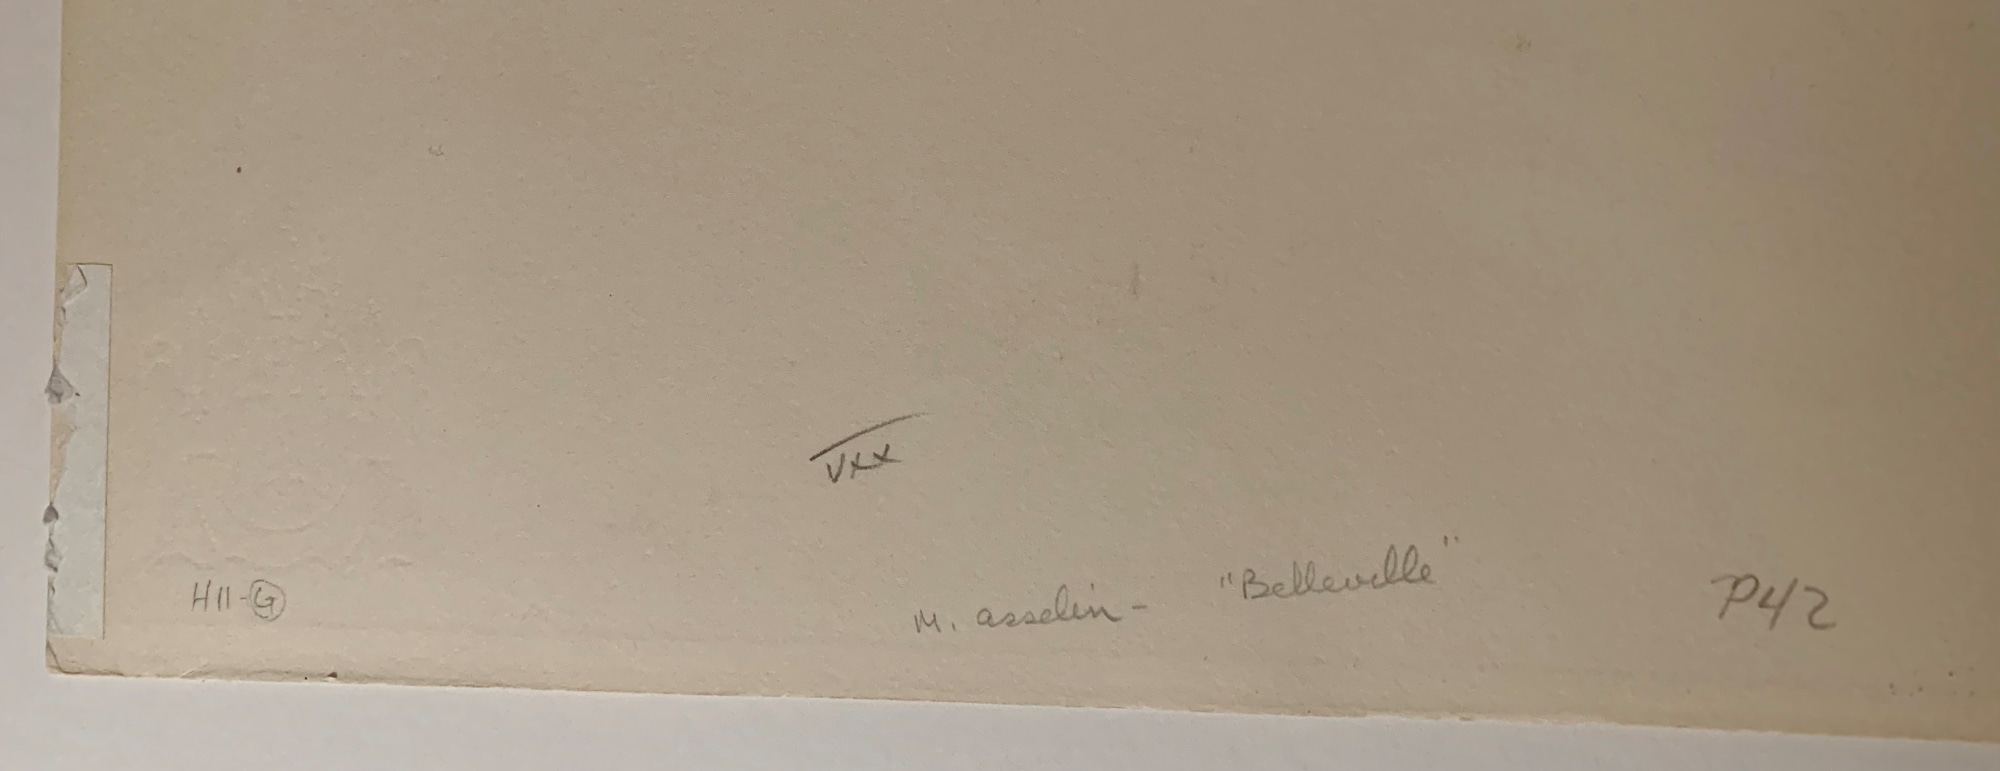 VXX
H11-G
M. asselin - "Belleville"
P42